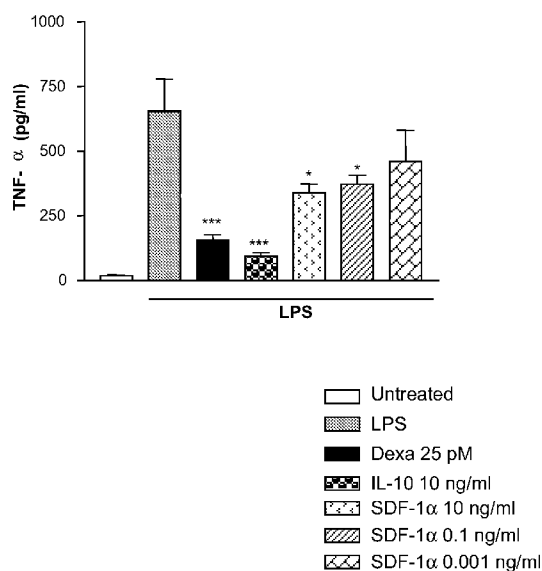 1000
750
500
250
0
TNF- α (pg/ml)
***
***
*
*
LPS
Untreated
LPS
Dexa 25 pM
IL-10 10 ng/ml
SDF-1α 10 ng/ml
SDF-1α 0.1 ng/ml
SDF-1α 0.001 ng/ml